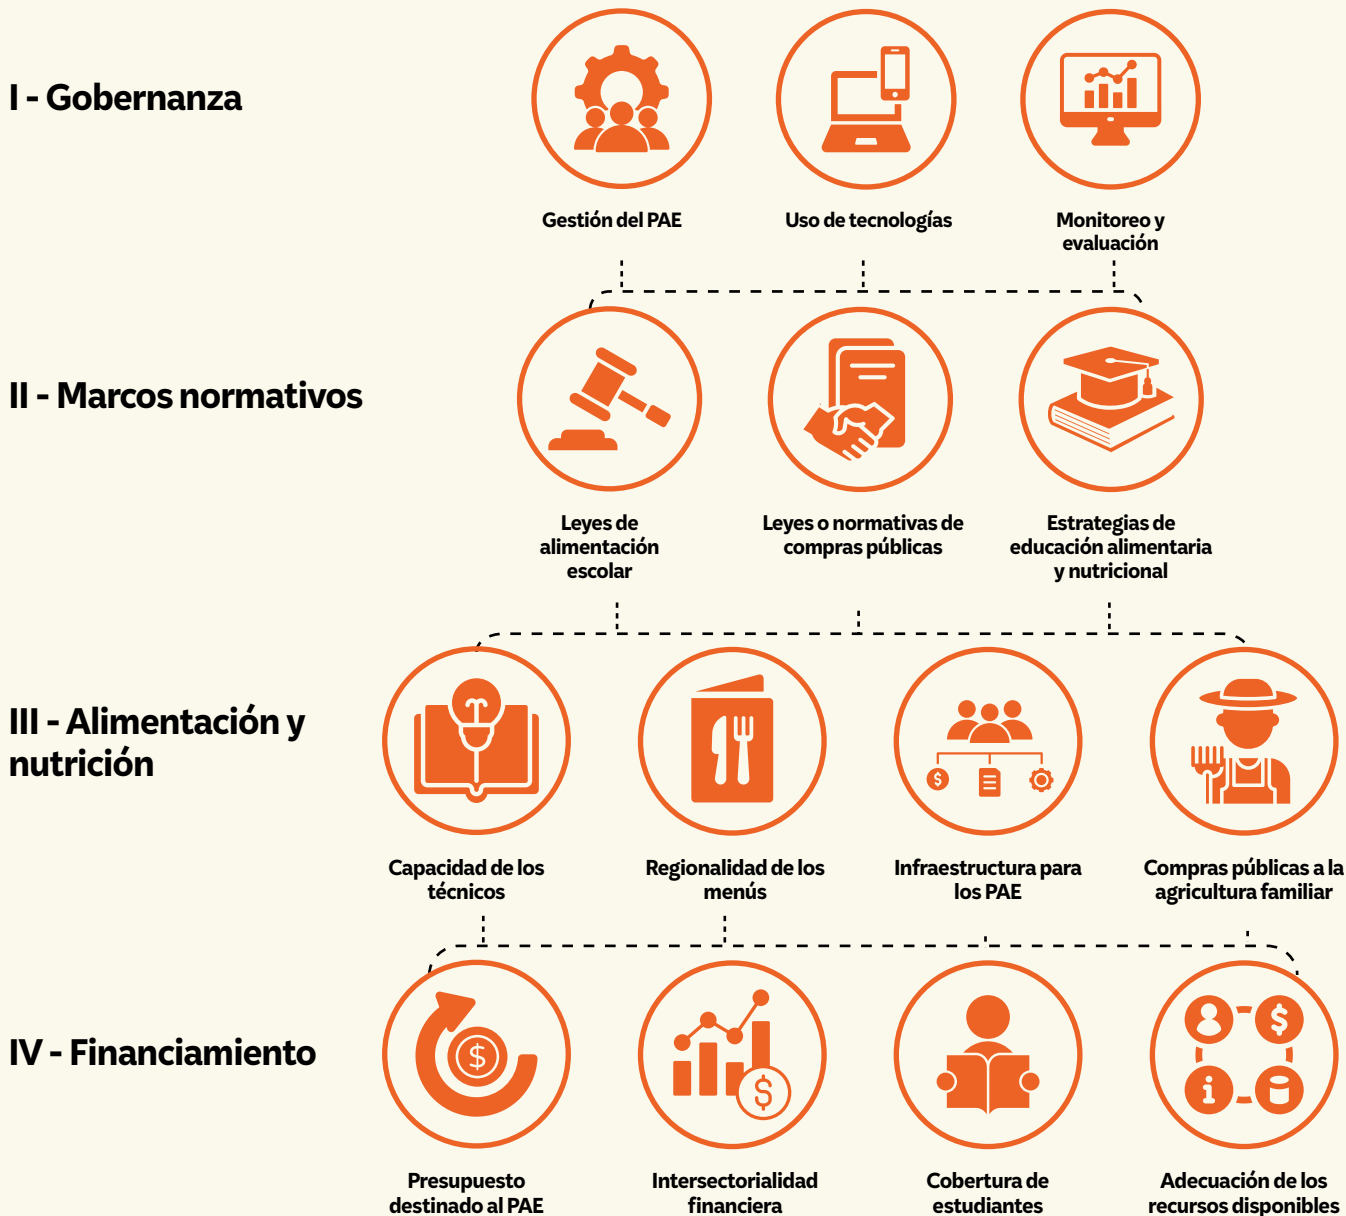 I - Gobernanza
Gestión del PAE
Uso de tecnologías
Monitoreo y
evaluación
II - Marcos normativos
Leyes de
alimentación
escolar
Leyes o normativas de
compras públicas
Estrategias de
educación alimentaria
y nutricional
III - Alimentación y
nutrición
Capacidad de los
técnicos
Regionalidad de los
menús
Infraestructura para
los PAE
Compras públicas a la
agricultura familiar
IV - Financiamiento
Presupuesto
destinado al PAE
Intersectorialidad
financiera
Cobertura de
estudiantes
Adecuación de los
recursos disponibles